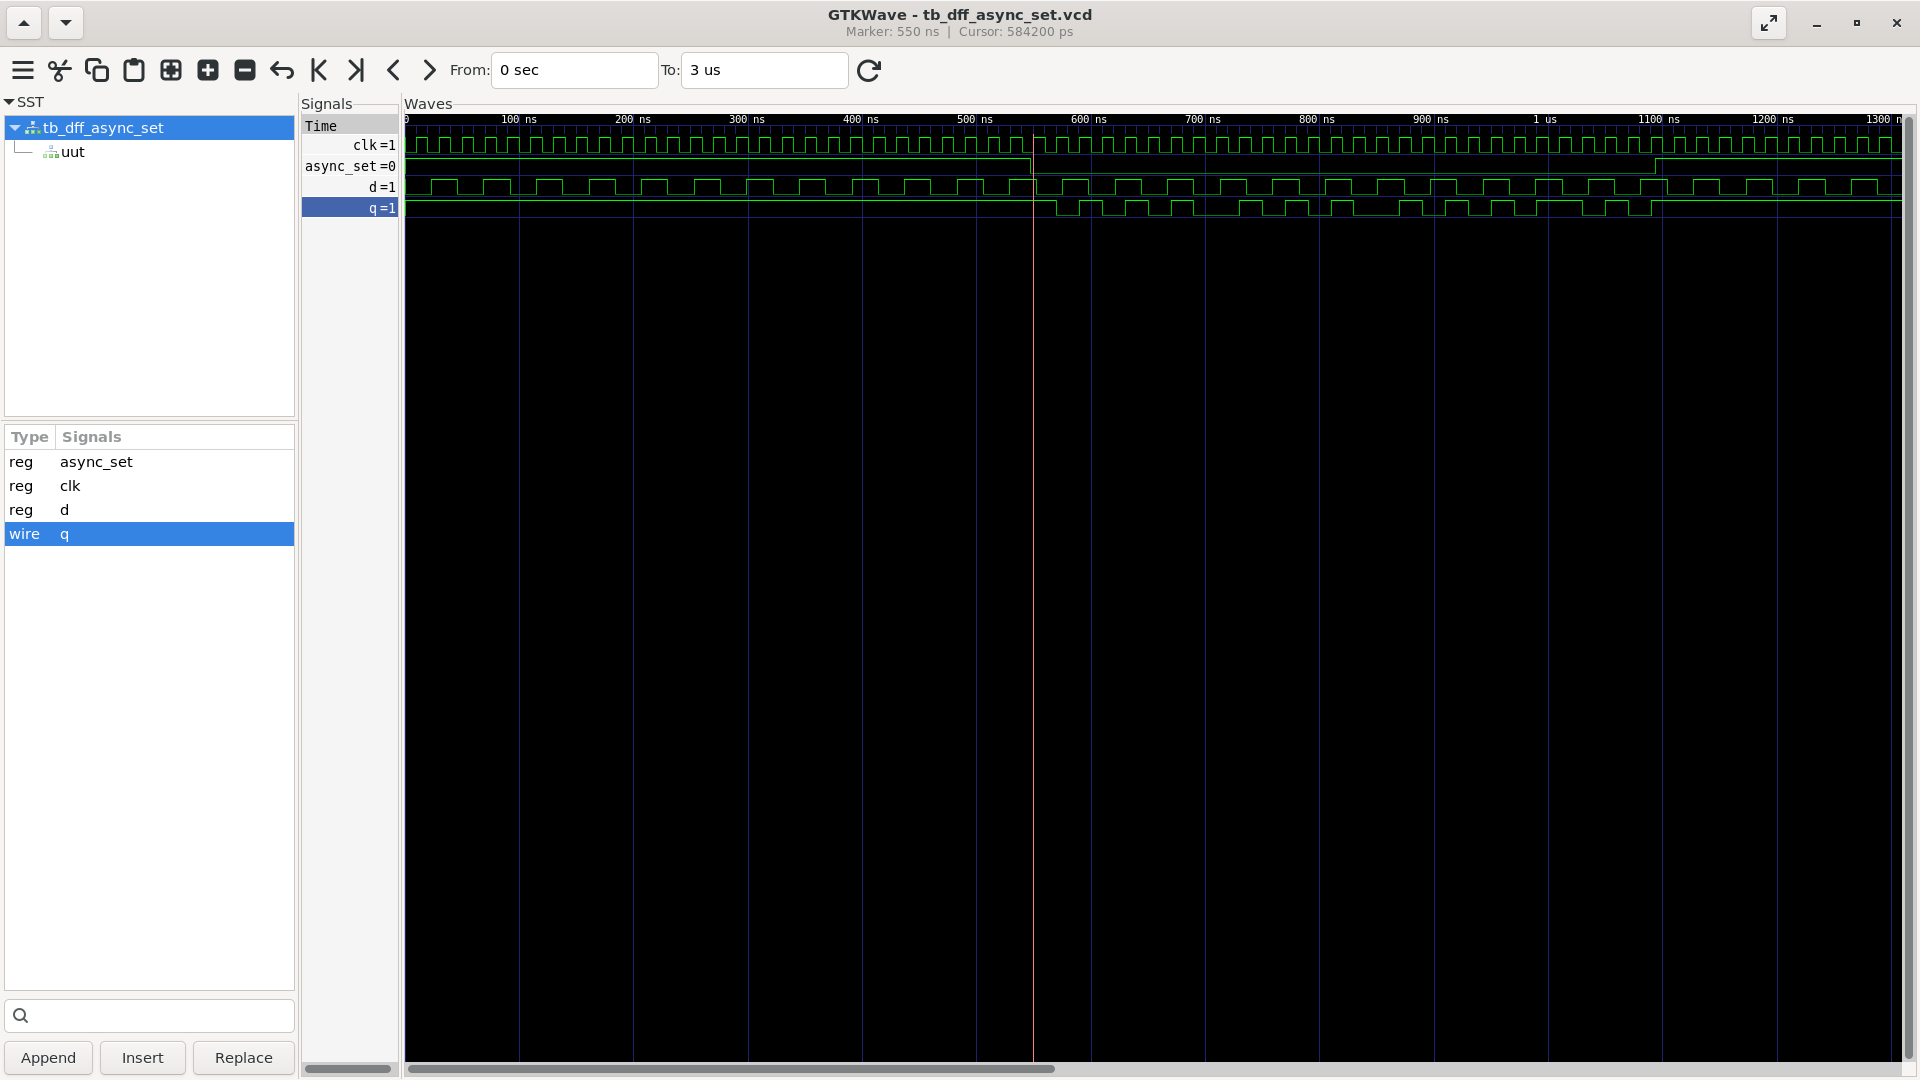 GTKWave - tb_dff_async_set.vcd
Marker: 550 ns | Cursor: 584200 ps
From: 0 sec To: 3 us
SST
tb_dff_async_set
uut
Type Signals
reg async_set
reg clk
reg d
wire q
Append Insert Replace
Signals
Time
clk=1
async_set=0
d=1
q=1
Waves
0 100 ns 200 ns 300 ns 400 ns 500 ns 600 ns 700 ns 800 ns 900 ns 1 us 1100 ns 1200 ns 1300 n